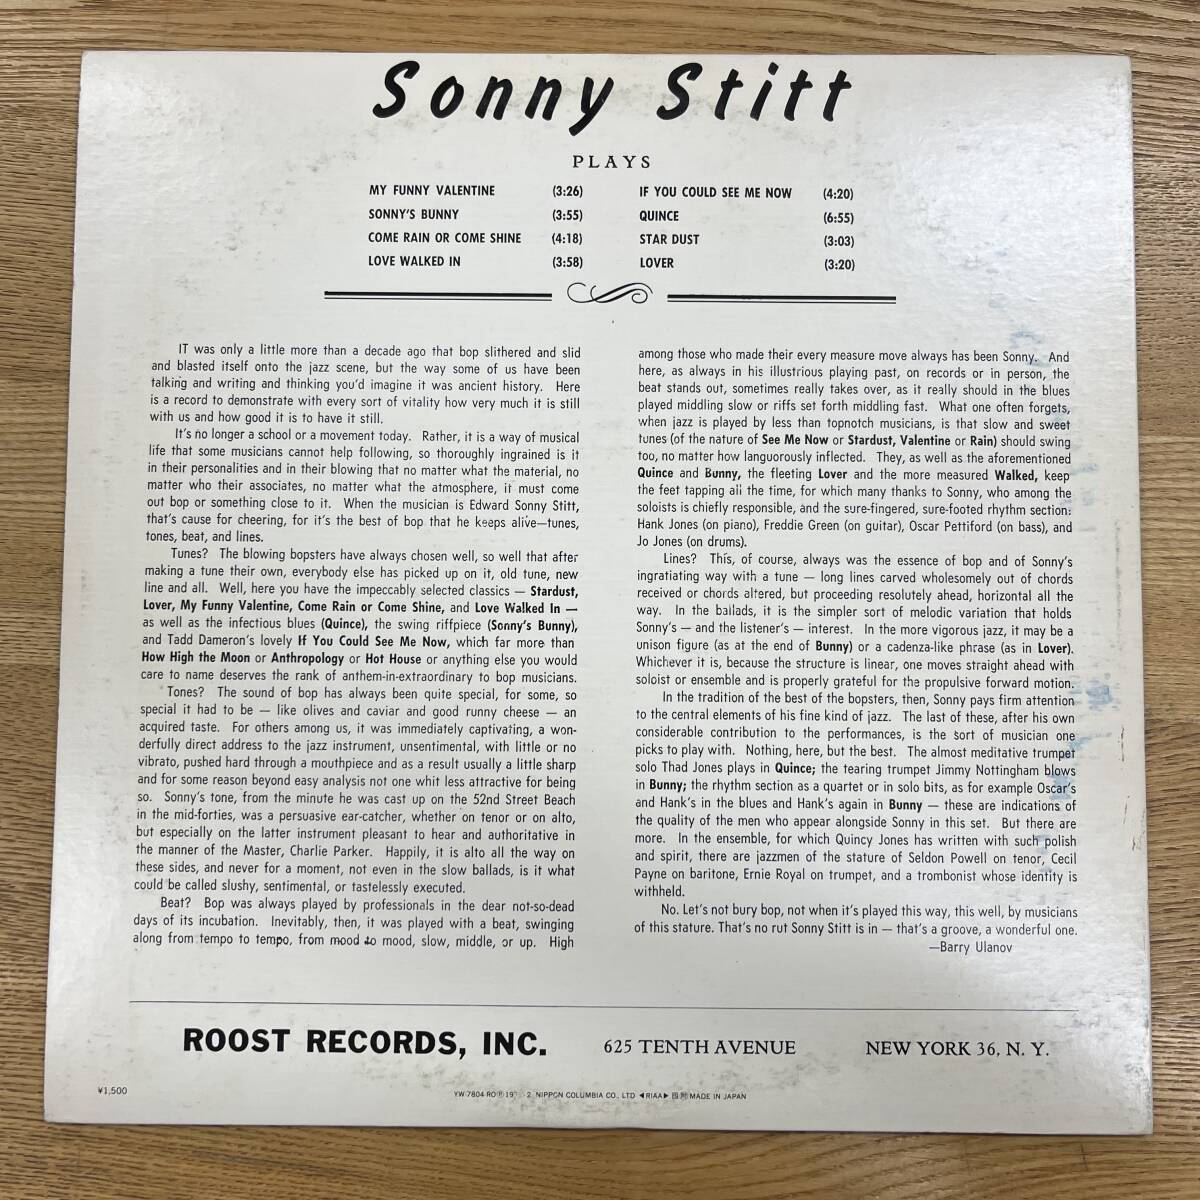 Sonny Stitt
PLAYS
MY FUNNY VALENTINE (3:26)
SONNY'S BUNNY (3:55)
COME RAIN OR COME SHINE (4:18)
LOVE WALKED IN (3:58)
IF YOU COULD SEE ME NOW (4:20)
QUINCE (6:55)
STAR DUST (3:03)
LOVER (3:20)
IT was only a little more than a decade ago that bop slithered and slid
and blasted itself onto the jazz scene, but the way some of us have been
talking and writing and thinking you'd imagine it was ancient history. Here
is a record to demonstrate with every sort of vitality how very much it is still
with us and how good it is to have it still.
It's no longer a school or a movement today. Rather, it is a way of musical
life that some musicians cannot help following, so thoroughly ingrained is it
in their personalities and in their blowing that no matter what the material, no
matter who their associates, no matter what the atmosphere, it must come
out bop or something close to it. When the musician is Edward Sonny Stitt,
that's cause for cheering, for it's the best of bop that he keeps alive—tunes,
tones, beat, and lines.
Tunes? The blowing bopsters have always chosen well, so well that after
making a tune their own, everybody else has picked up on it, old tune, new
line and all. Well, here you have the impeccably selected classics — Stardust,
Lover, My Funny Valentine, Come Rain or Come Shine, and Love Walked In —
as well as the infectious blues (Quince), the swing riffpiece (Sonny's Bunny),
and Tadd Dameron's lovely If You Could See Me Now, which far more than
How High the Moon or Anthropology or Hot House or anything else you would
care to name deserves the rank of anthem-in-extraordinary to bop musicians.
Tones? The sound of bop has always been quite special, for some, so
special it had to be — like olives and caviar and good runny cheese — an
acquired taste. For others among us, it was immediately captivating, a won-
derfully direct address to the jazz instrument, unsentimental, with little or no
vibrato, pushed hard through a mouthpiece and as a result usually a little sharp
and for some reason beyond easy analysis not one whit less attractive for being
so. Sonny's tone, from the minute he was cast up on the 52nd Street Beach
in the mid-forties, was a persuasive ear-catcher, whether on tenor or on alto,
but especially on the latter instrument pleasant to hear and authoritative in
the manner of the Master, Charlie Parker. Happily, it is alto all the way on
these sides, and never for a moment, not even in the slow ballads, is it what
could be called slushy, sentimental, or tastelessly executed.
Beat? Bop was always played by professionals in the dear not-so-dead
days of its incubation. Inevitably, then, it was played with a beat, swinging
along from tempo to tempo, from mood to mood, slow, middle, or up. High
among those who made their every measure move always has been Sonny. And
here, as always in his illustrious playing past, on records or in person, the
beat stands out, sometimes really takes over, as it really should in the blues
played middling slow or riffs set forth middling fast. What one often forgets,
when jazz is played by less than topnotch musicians, is that slow and sweet
tunes (of the nature of See Me Now or Stardust, Valentine or Rain) should swing
too, no matter how languorously inflected. They, as well as the aforementioned
Quince and Bunny, the fleeting Lover and the more measured Walked, keep
the feet tapping all the time, for which many thanks to Sonny, who among the
soloists is chiefly responsible, and the sure-fingered, sure-footed rhythm section:
Hank Jones (on piano), Freddie Green (on guitar), Oscar Pettiford (on bass), and
Jo Jones (on drums).
Lines? This, of course, always was the essence of bop and of Sonny's
ingratiating way with a tune — long lines carved wholesomely out of chords
received or chords altered, but proceeding resolutely ahead, horizontal all the
way. In the ballads, it is the simpler sort of melodic variation that holds
Sonny's — and the listener's — interest. In the more vigorous jazz, it may be a
unison figure (as at the end of Bunny) or a cadenza-like phrase (as in Lover).
Whichever it is, because the structure is linear, one moves straight ahead with
soloist or ensemble and is properly grateful for the propulsive forward motion.
In the tradition of the best of the bopsters, then, Sonny pays firm attention
to the central elements of his fine kind of jazz. The last of these, after his own
considerable contribution to the performances, is the sort of musician one
picks to play with. Nothing, here, but the best. The almost meditative trumpet
solo Thad Jones plays in Quince; the tearing trumpet Jimmy Nottingham blows
in Bunny; the rhythm section as a quartet or in solo bits, as for example Oscar's
and Hank's in the blues and Hank's again in Bunny — these are indications of
the quality of the men who appear alongside Sonny in this set. But there are
more. In the ensemble, for which Quincy Jones has written with such polish
and spirit, there are jazzmen of the stature of Seldon Powell on tenor, Cecil
Payne on baritone, Ernie Royal on trumpet, and a trombonist whose identity is
withheld.
No. Let's not bury bop, not when it's played this way, this well, by musicians
of this stature. That's no rut Sonny Stitt is in — that's a groove, a wonderful one.
—Barry Ulanov
ROOST RECORDS, INC. 625 TENTH AVENUE NEW YORK 36, N. Y.
¥1,500
YW-7804-RO Ⓟ 19 2 NIPPON COLUMBIA CO., LTD ◀RIAA▶ MADE IN JAPAN